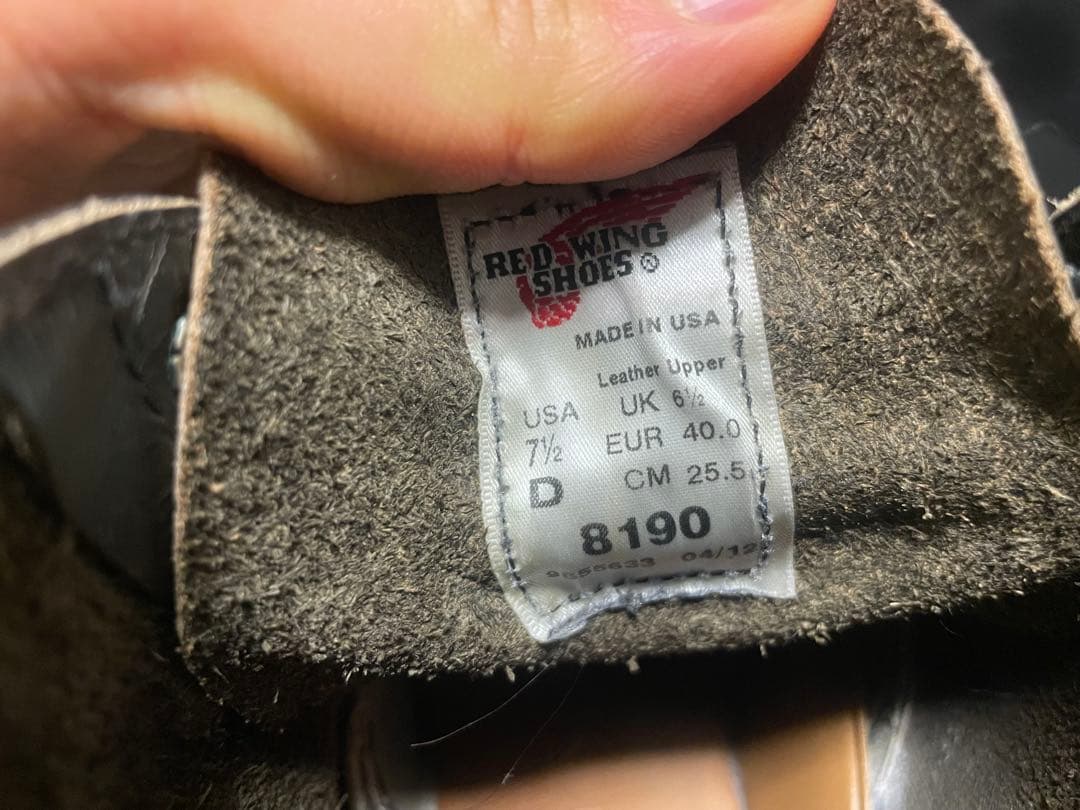 RED WING
SHOES®
MADE IN USA
Leather Upper
USA UK 6½
7½ EUR 40.0
D CM 25.5
8190
04/12